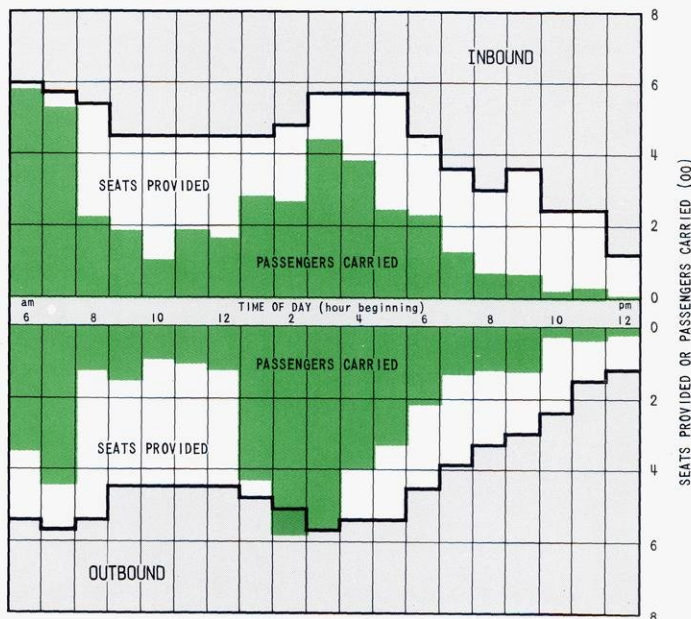 8
INBOUND
6
4
SEATS PROVIDED
2
PASSENGERS CARRIED
0
am TIME OF DAY (hour beginning) pm
6 8 10 12 2 4 6 8 10 12
0
PASSENGERS CARRIED
2
SEATS PROVIDED
4
6
OUTBOUND
8
SEATS PROVIDED OR PASSENGERS CARRIED (00)